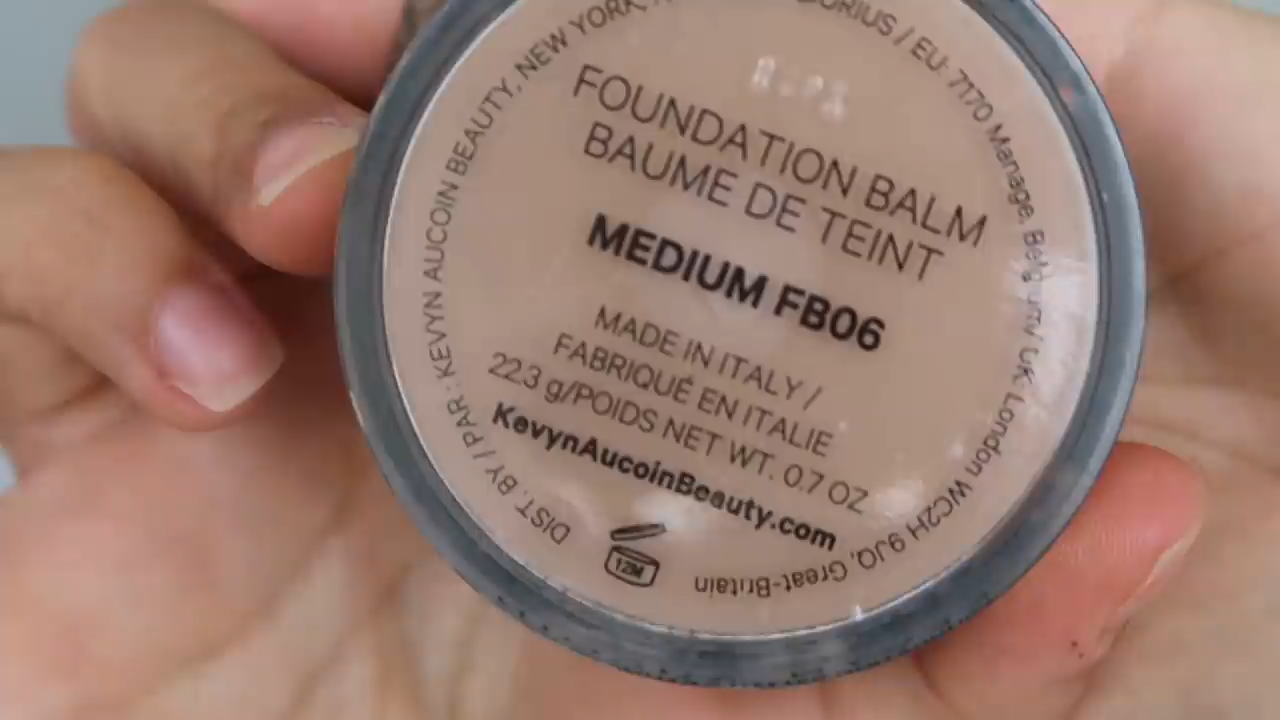 FOUNDATION BALM
BAUME DE TEINT
MEDIUM FB06
MADE IN ITALY /
FABRIQUÉ EN ITALIE
22.3 g/POIDS NET WT. 0.7 OZ
KevynAucoinBeauty.com
12M
DIST. BY / PAR : KEVYN AUCOIN BEAUTY, NEW YORK,
/ EU: 7170 Manage, Belgium / UK: London WC2H 9JQ, Great-Britain